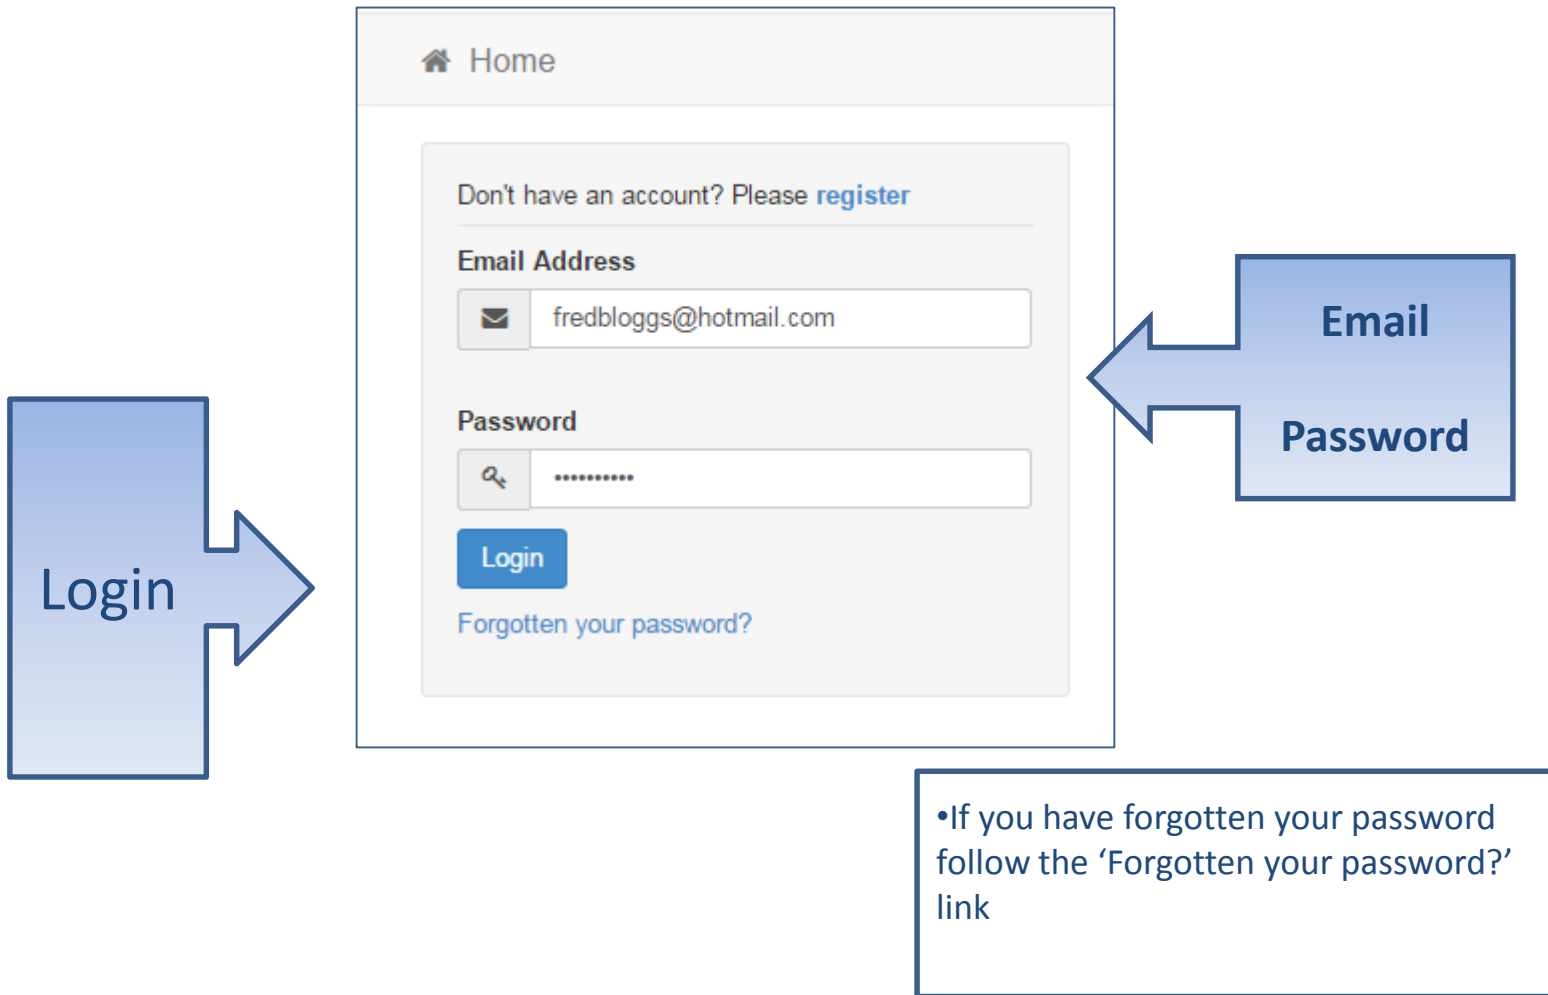 Home
Don't have an account? Please register
Email Address
fredbloggs@hotmail.com
Password
••••••••••
Login
Forgotten your password?
Login
Email
Password
•If you have forgotten your password
follow the ‘Forgotten your password?’
link